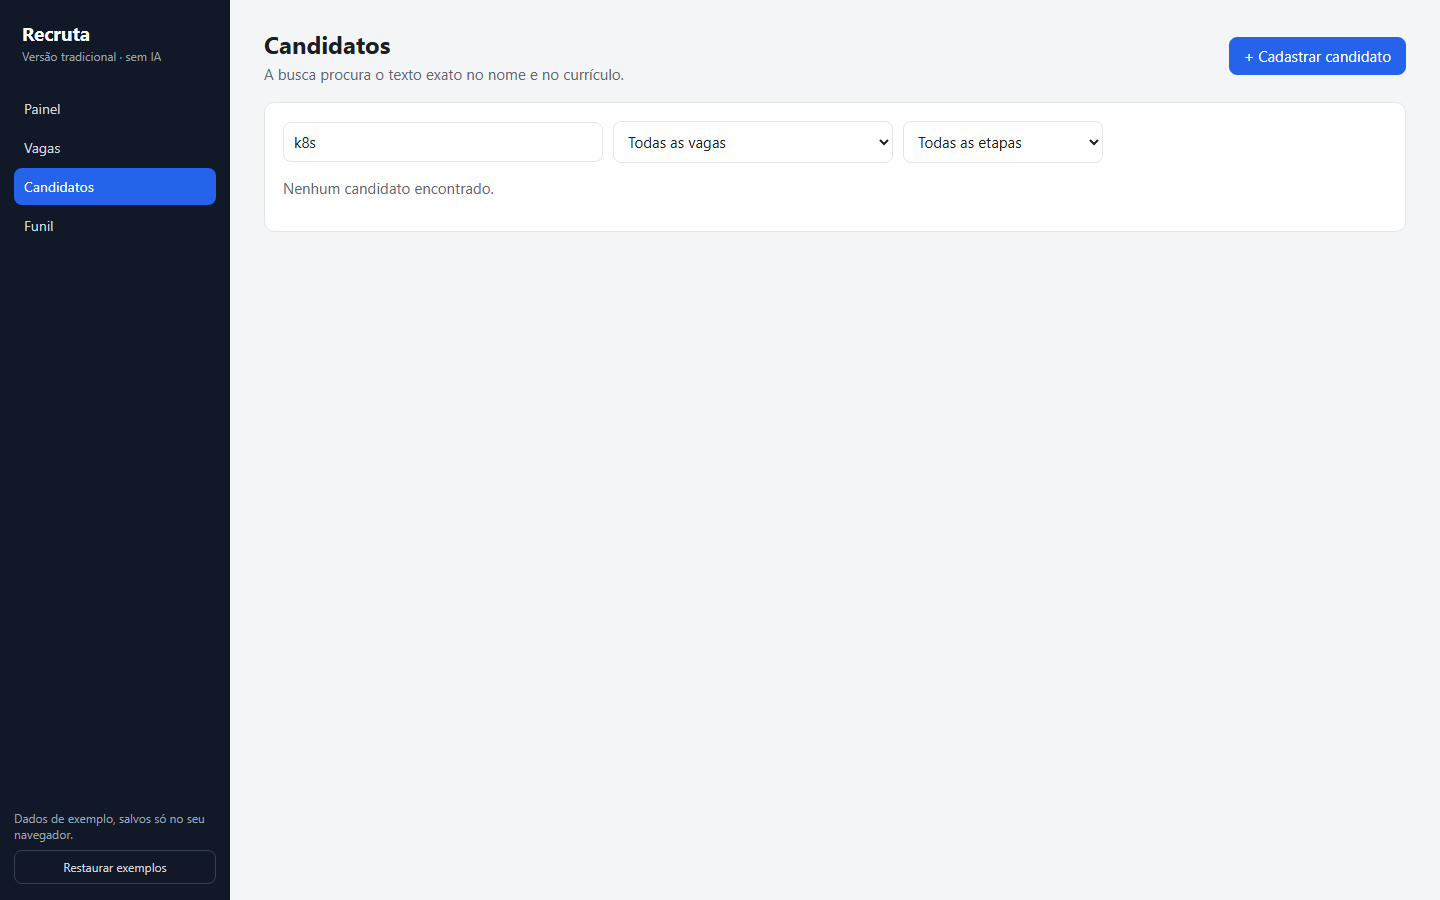 Recruta
Versão tradicional · sem IA
Painel
Vagas
Candidatos
Funil
Dados de exemplo, salvos só no seu
navegador.
Restaurar exemplos
Candidatos
A busca procura o texto exato no nome e no currículo.
+ Cadastrar candidato
k8s
Todas as vagas
Todas as etapas
Nenhum candidato encontrado.